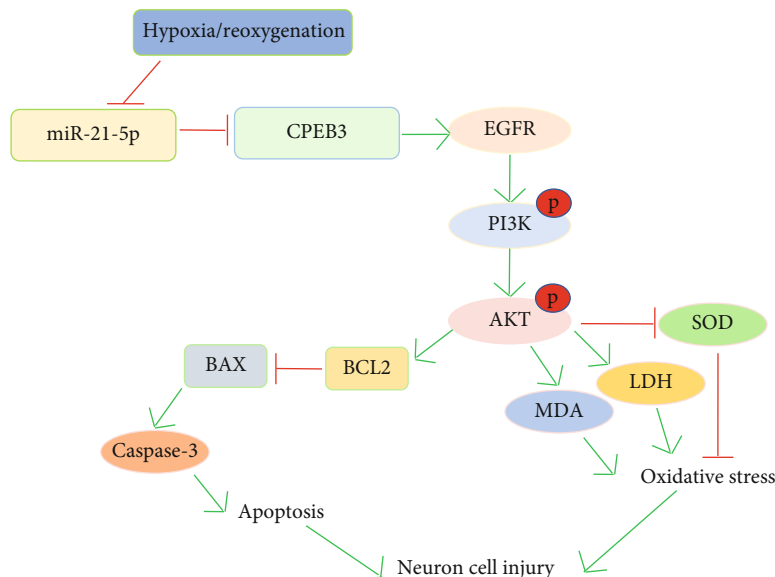 Hypoxia/reoxygenation
miR-21-5p
CPEB3
EGFR
p
PI3K
p
AKT
SOD
BAX
BCL2
LDH
MDA
Caspase-3
Oxidative stress
Apoptosis
Neuron cell injury